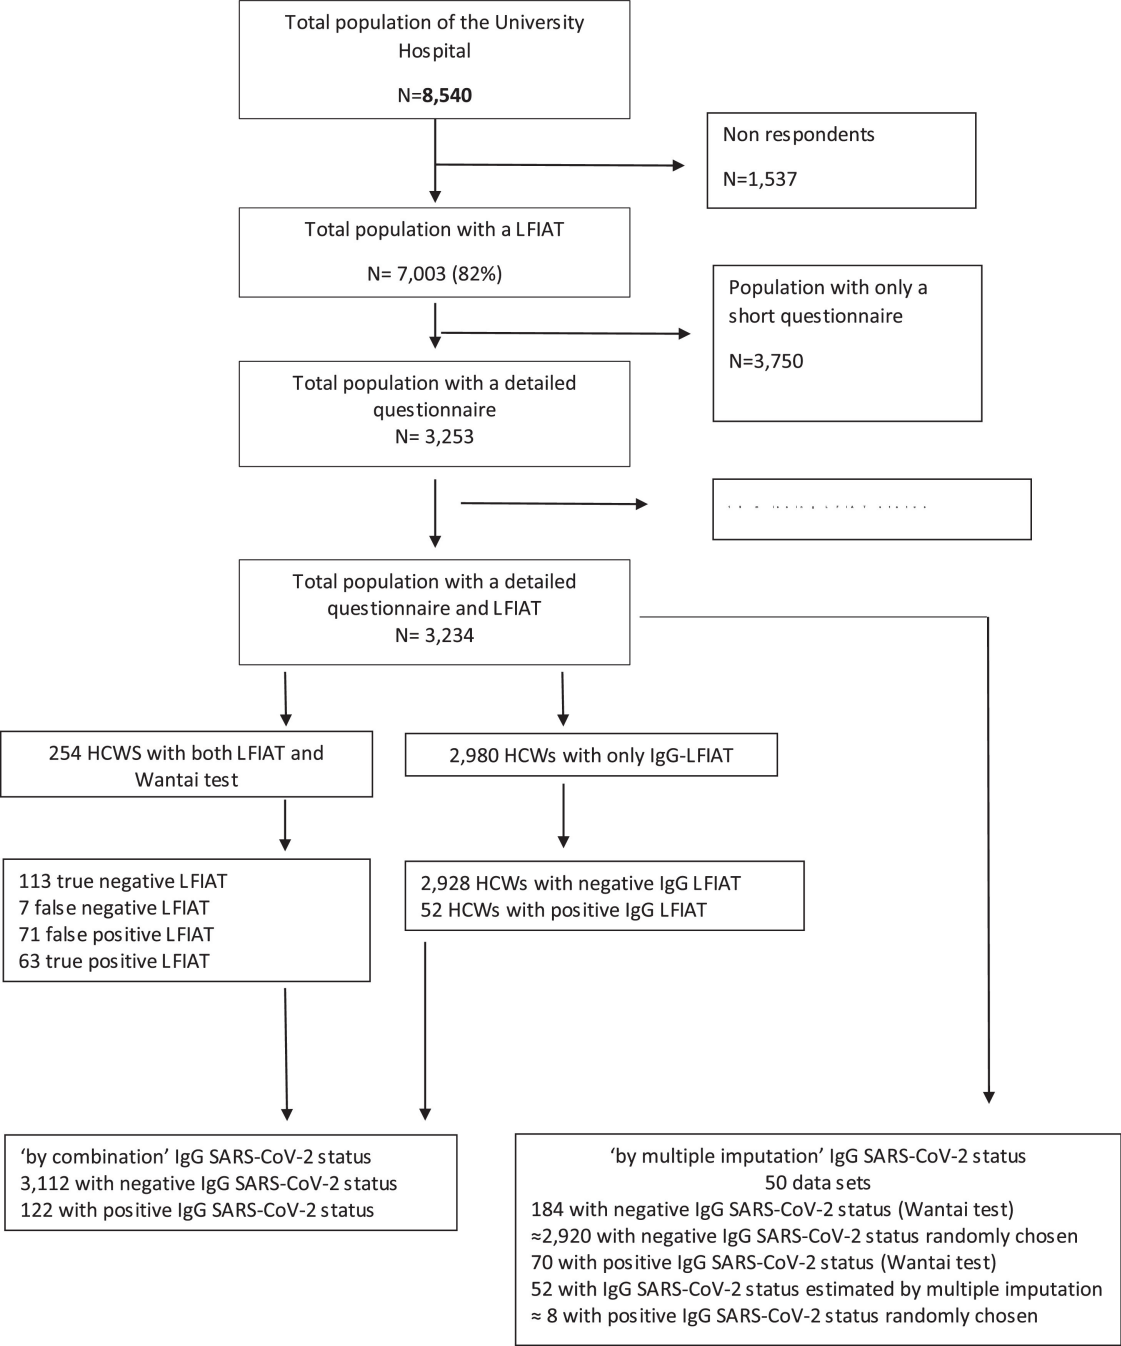 Total population of the University
Hospital
N=8,540
Non respondents
N=1,537
Total population with a LFIAT
N= 7,003 (82%)
Population with only a
short questionnaire
N=3,750
Total population with a detailed
questionnaire
N= 3,253
Total population with a detailed
questionnaire and LFIAT
N= 3,234
254 HCWS with both LFIAT and
Wantai test
2,980 HCWs with only IgG-LFIAT
113 true negative LFIAT
7 false negative LFIAT
71 false positive LFIAT
63 true positive LFIAT
2,928 HCWs with negative IgG LFIAT
52 HCWs with positive IgG LFIAT
‘by combination’ IgG SARS-CoV-2 status
3,112 with negative IgG SARS-CoV-2 status
122 with positive IgG SARS-CoV-2 status
‘by multiple imputation’ IgG SARS-CoV-2 status
50 data sets
184 with negative IgG SARS-CoV-2 status (Wantai test)
≈2,920 with negative IgG SARS-CoV-2 status randomly chosen
70 with positive IgG SARS-CoV-2 status (Wantai test)
52 with IgG SARS-CoV-2 status estimated by multiple imputation
≈ 8 with positive IgG SARS-CoV-2 status randomly chosen